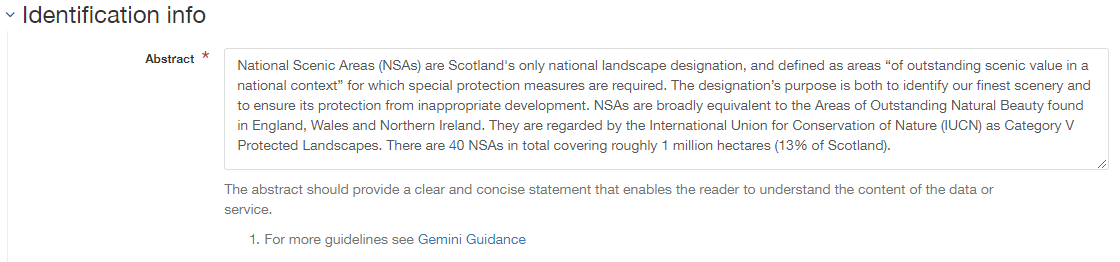 Identification info
Abstract *
National Scenic Areas (NSAs) are Scotland's only national landscape designation, and defined as areas “of outstanding scenic value in a
national context” for which special protection measures are required. The designation’s purpose is both to identify our finest scenery and
to ensure its protection from inappropriate development. NSAs are broadly equivalent to the Areas of Outstanding Natural Beauty found
in England, Wales and Northern Ireland. They are regarded by the International Union for Conservation of Nature (IUCN) as Category V
Protected Landscapes. There are 40 NSAs in total covering roughly 1 million hectares (13% of Scotland).
The abstract should provide a clear and concise statement that enables the reader to understand the content of the data or
service.
1. For more guidelines see Gemini Guidance